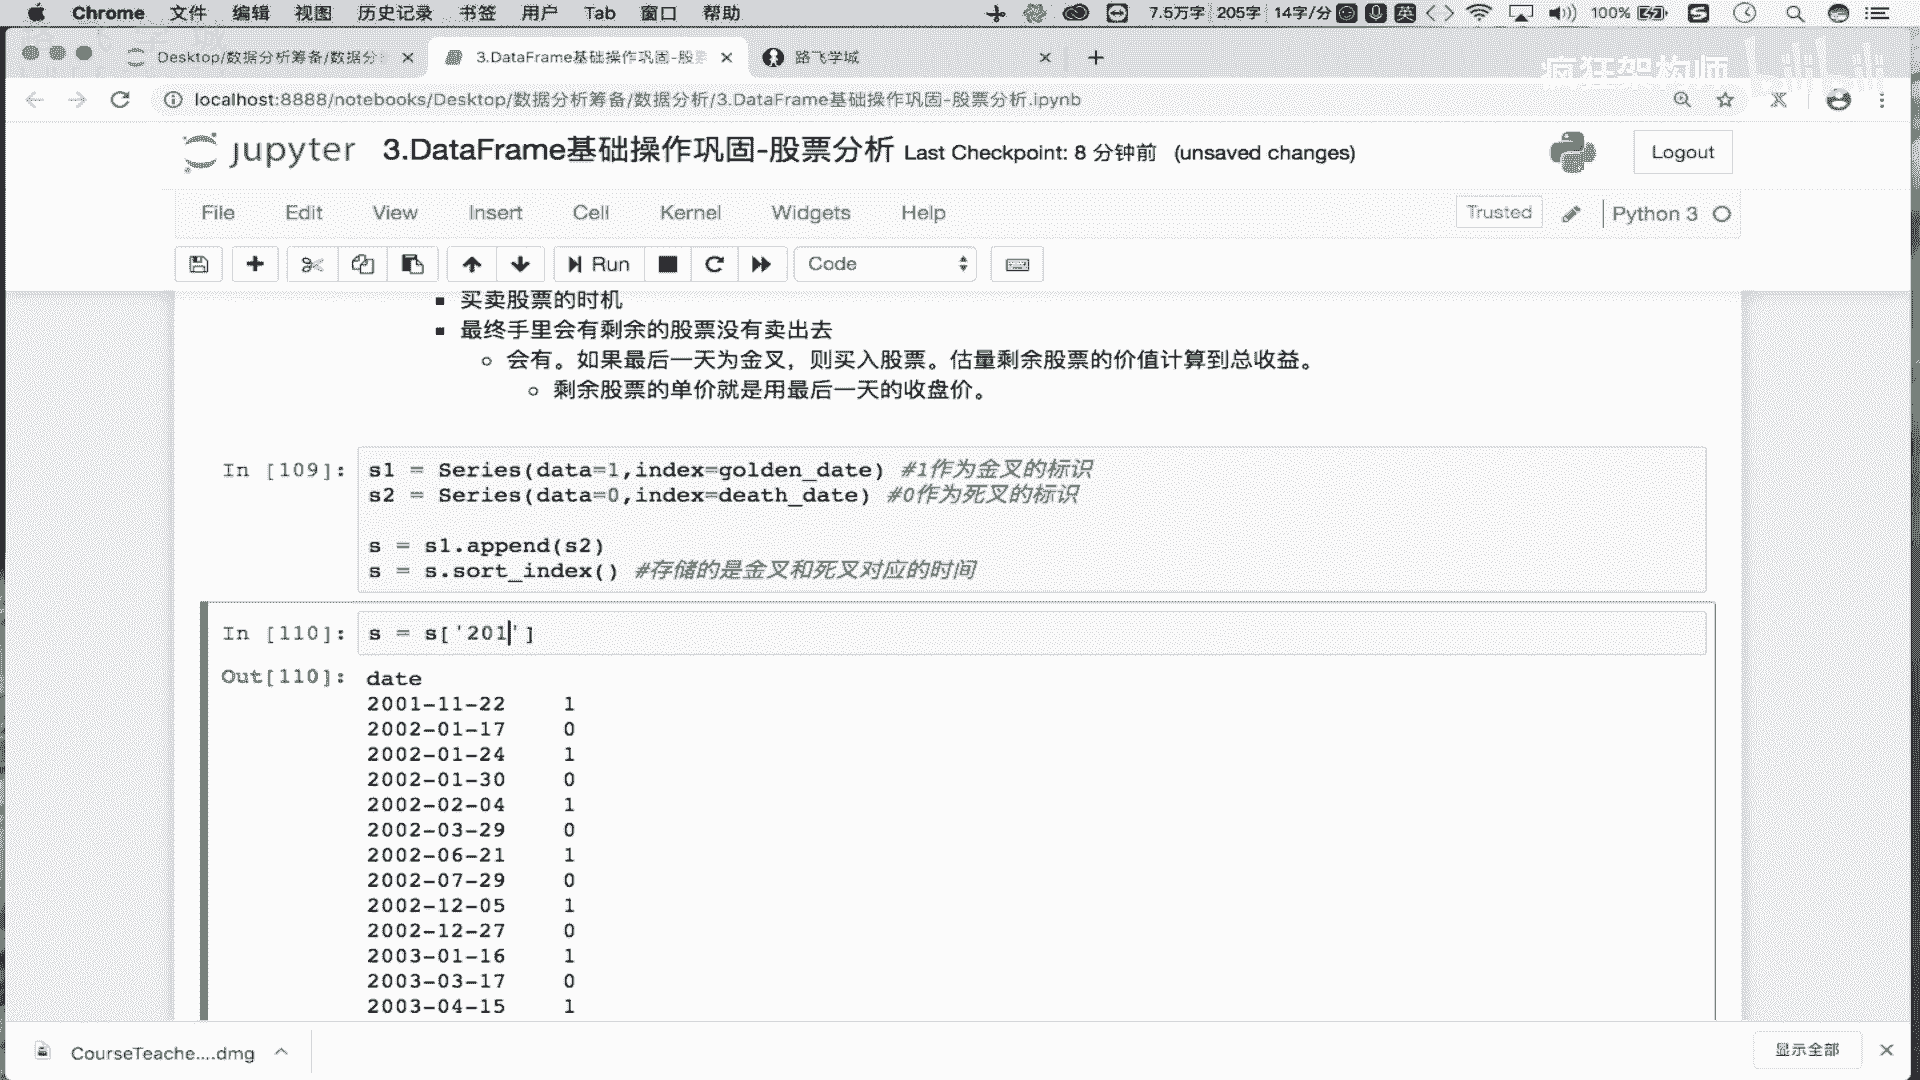 Chrome 文件 编辑 视图 历史记录 书签 用户 Tab 窗口 帮助 7.5万字 205字 14字/分 英 100%
Desktop/数据分析筹备/数据分 3.DataFrame基础操作巩固-股 路飞学城
疯狂架构师 bilibili
localhost:8888/notebooks/Desktop/数据分析筹备/数据分析/3.DataFrame基础操作巩固-股票分析.ipynb
jupyter 3.DataFrame基础操作巩固-股票分析 Last Checkpoint: 8 分钟前 (unsaved changes) Logout
File Edit View Insert Cell Kernel Widgets Help Trusted Python 3
Run Code
买卖股票的时机
最终手里会有剩余的股票没有卖出去
会有。如果最后一天为金叉，则买入股票。估量剩余股票的价值计算到总收益。
剩余股票的单价就是用最后一天的收盘价。
In [109]: s1 = Series(data=1,index=golden_date) #1作为金叉的标识
s2 = Series(data=0,index=death_date) #0作为死叉的标识
s = s1.append(s2)
s = s.sort_index() #存储的是金叉和死叉对应的时间
In [110]: s = s['201']
Out[110]: date
2001-11-22 1
2002-01-17 0
2002-01-24 1
2002-01-30 0
2002-02-04 1
2002-03-29 0
2002-06-21 1
2002-07-29 0
2002-12-05 1
2002-12-27 0
2003-01-16 1
2003-03-17 0
2003-04-15 1
CourseTeache....dmg 显示全部